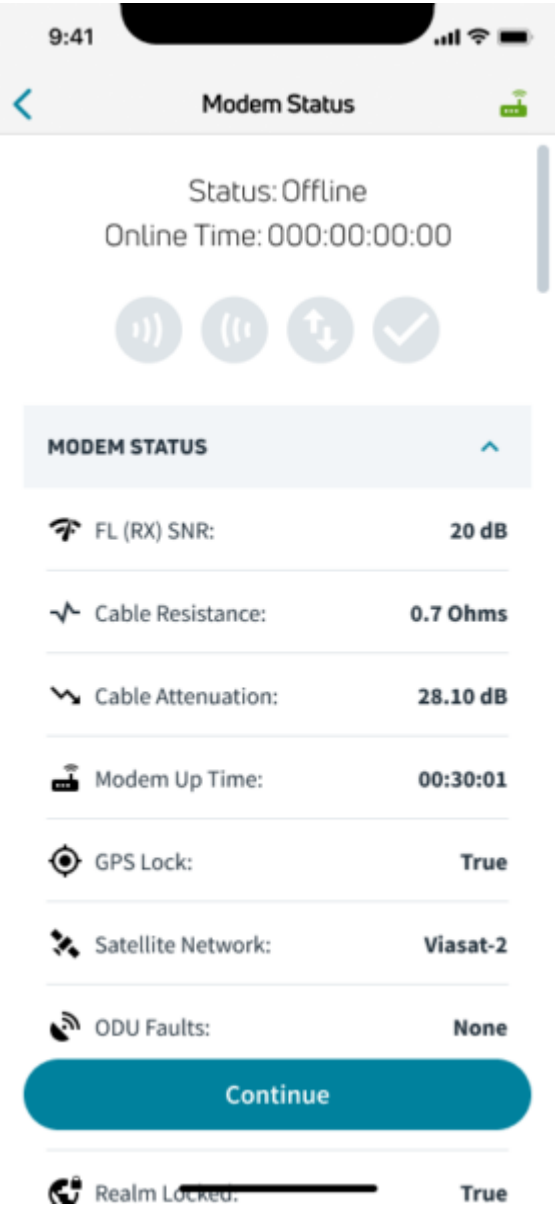 9:41
Modem Status
Status: Offline
Online Time: 000:00:00:00
MODEM STATUS
FL (RX) SNR: 20 dB
Cable Resistance: 0.7 Ohms
Cable Attenuation: 28.10 dB
Modem Up Time: 00:30:01
GPS Lock: True
Satellite Network: Viasat-2
ODU Faults: None
Continue
Realm Locked: True